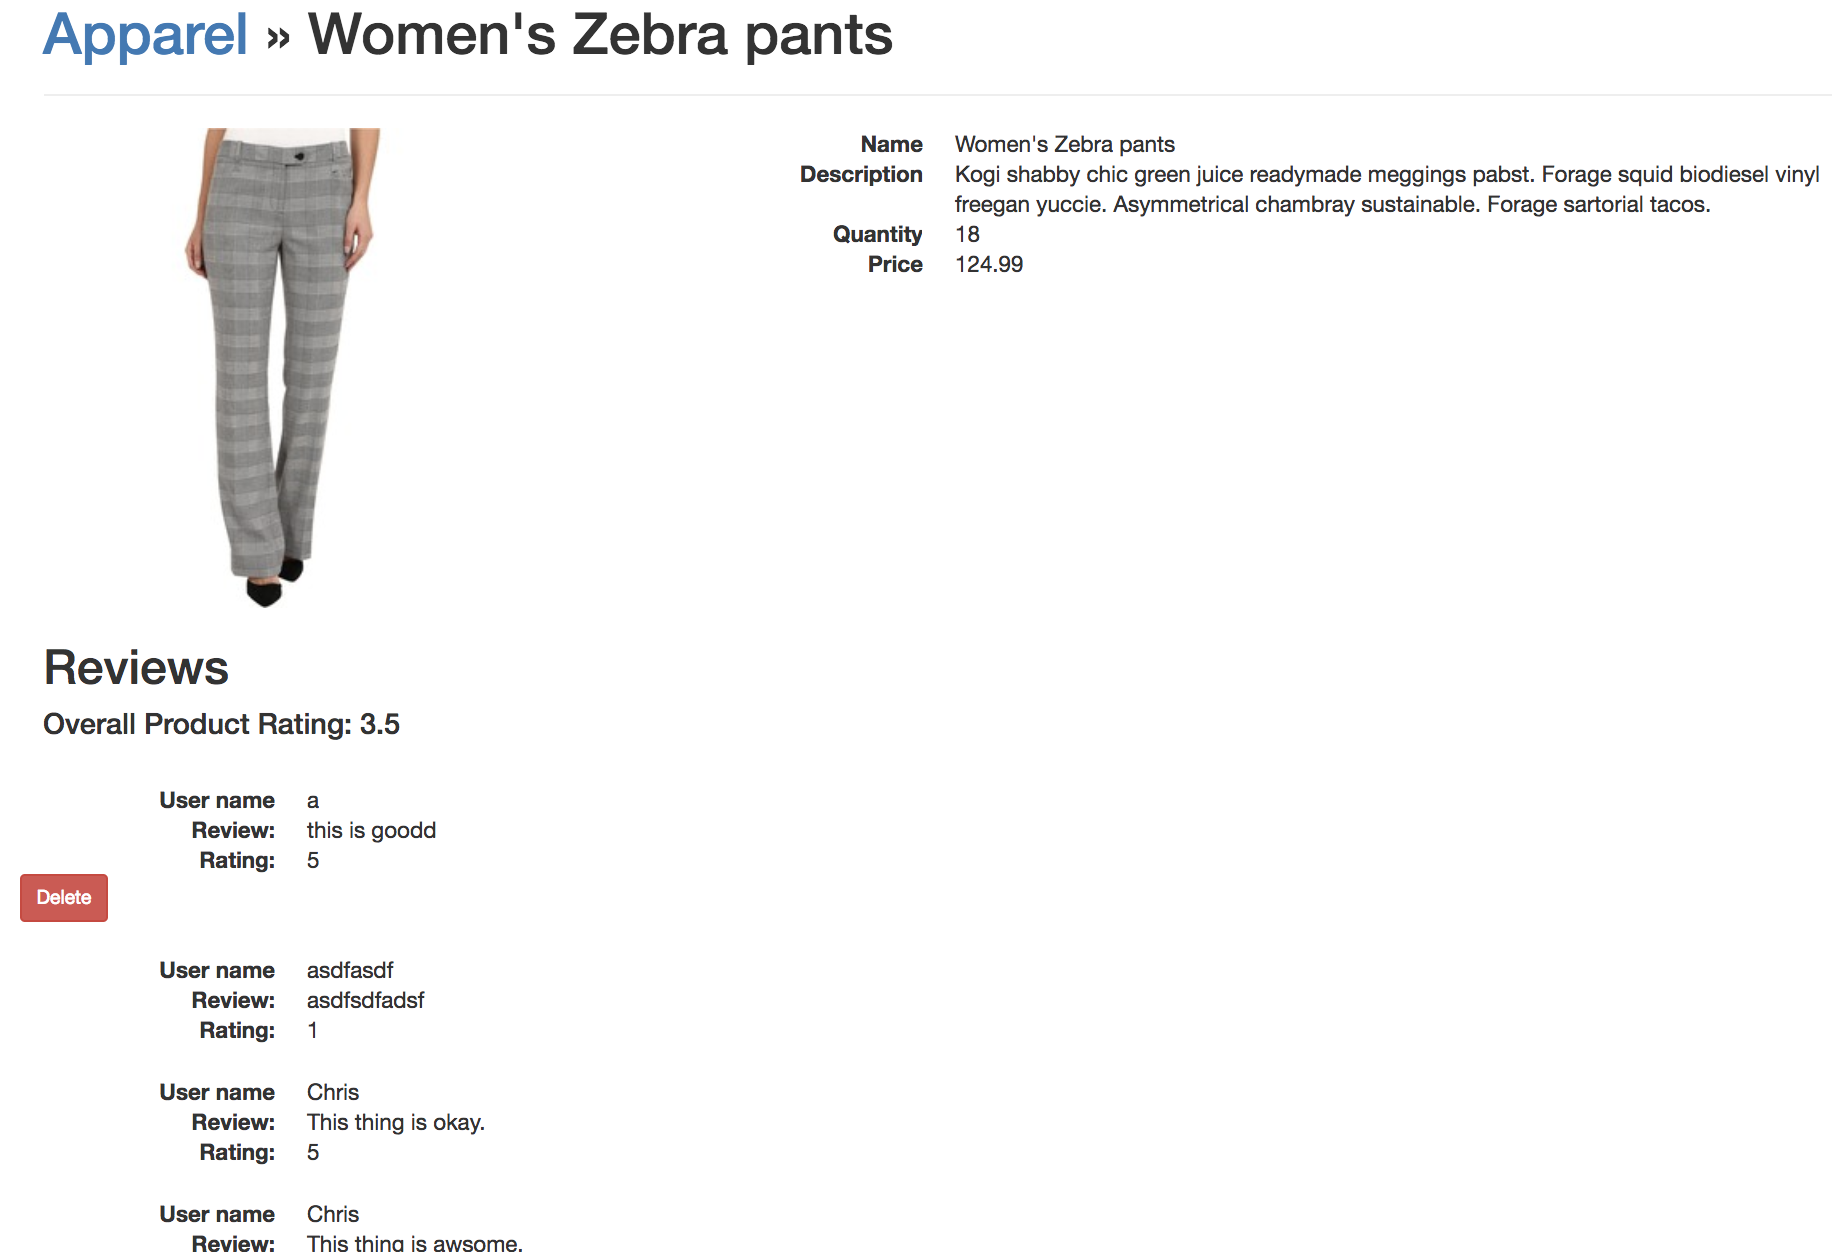 Apparel » Women's Zebra pants
Name Women's Zebra pants
Description Kogi shabby chic green juice readymade meggings pabst. Forage squid biodiesel vinyl
freegan yuccie. Asymmetrical chambray sustainable. Forage sartorial tacos.
Quantity 18
Price 124.99
Reviews
Overall Product Rating: 3.5
User name a
Review: this is goodd
Rating: 5
Delete
User name asdfasdf
Review: asdfsdfadsf
Rating: 1
User name Chris
Review: This thing is okay.
Rating: 5
User name Chris
Review: This thing is awsome.